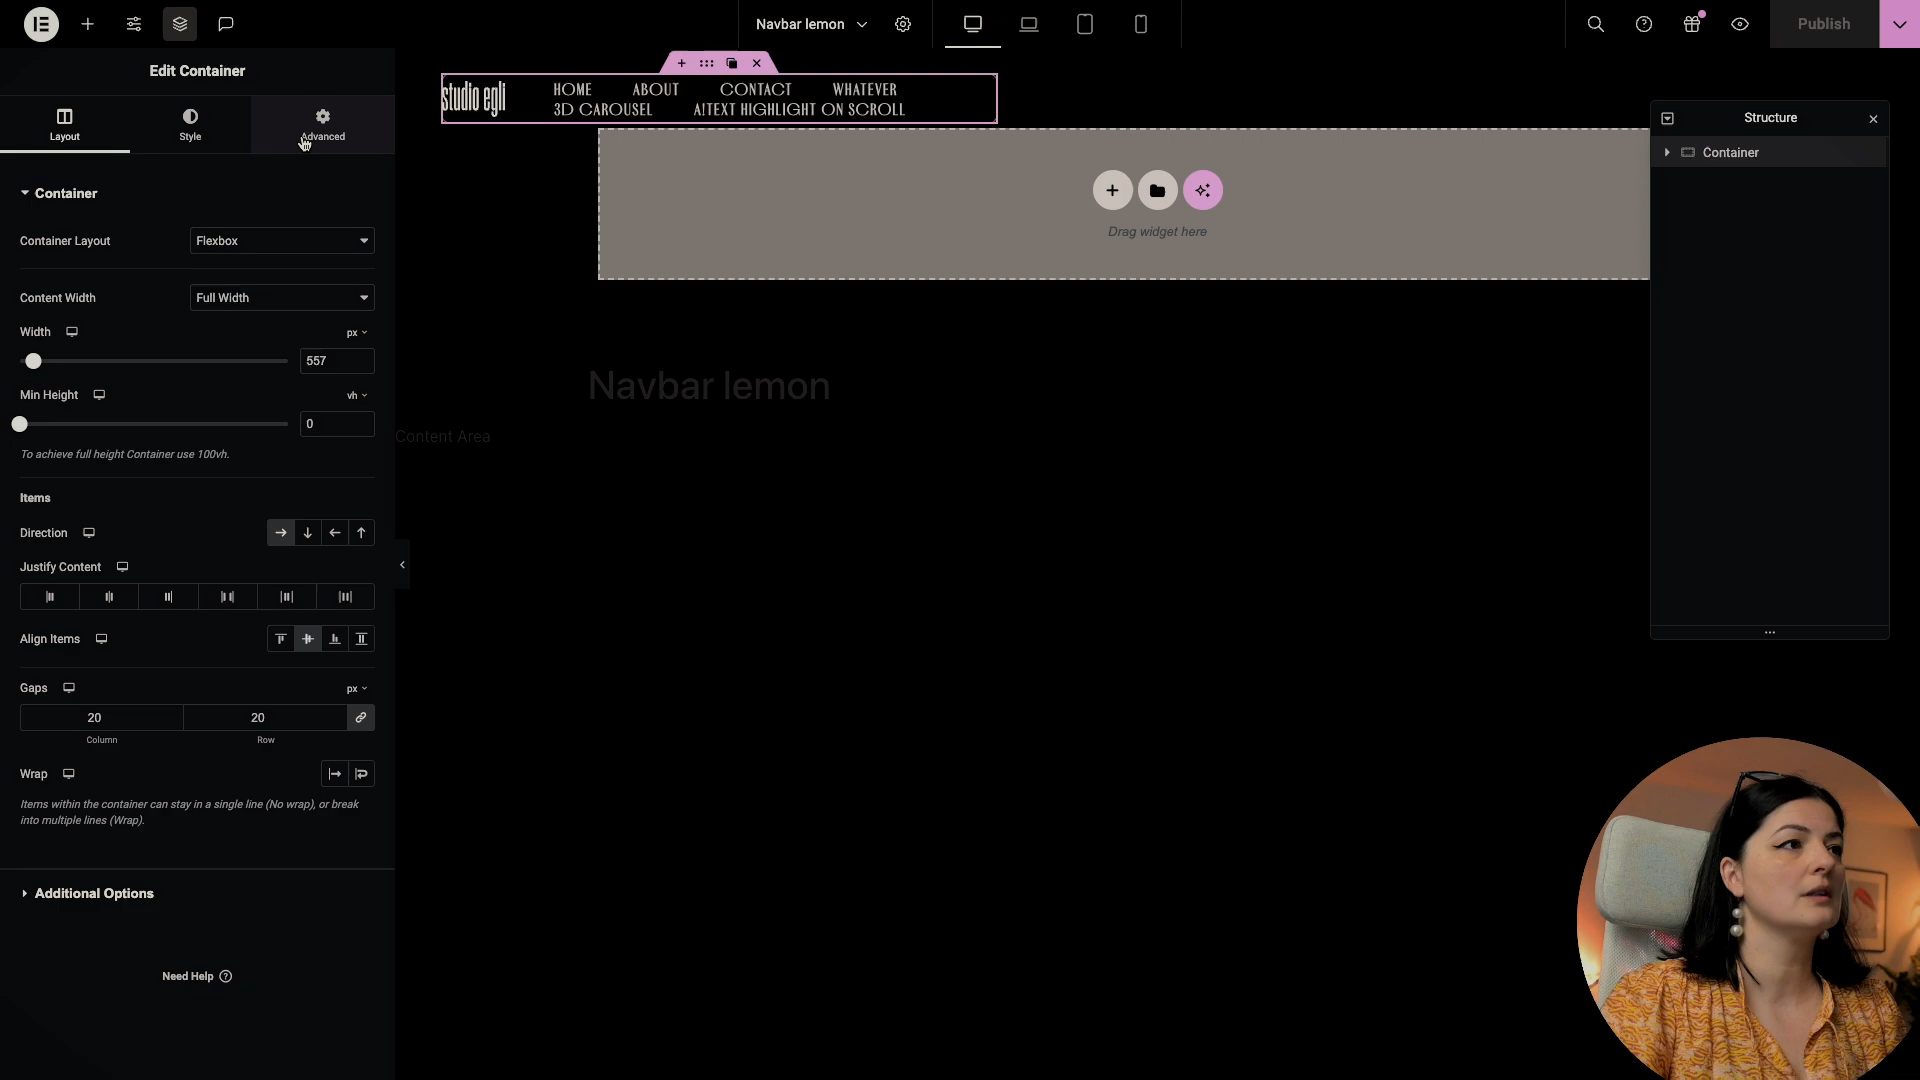 Navbar lemon
Publish
Edit Container
Layout
Style
Advanced
Container
Container Layout
Flexbox
Content Width
Full Width
Width
px
557
Min Height
vh
0
To achieve full height Container use 100vh.
Items
Direction
Justify Content
Align Items
Gaps
px
20
20
Column
Row
Wrap
Items within the container can stay in a single line (No wrap), or break
into multiple lines (Wrap).
Additional Options
Need Help
studio egli
HOME ABOUT CONTACT WHATEVER
3D CAROUSEL A!TEXT HIGHLIGHT ON SCROLL
Drag widget here
Navbar lemon
Content Area
Structure
Container